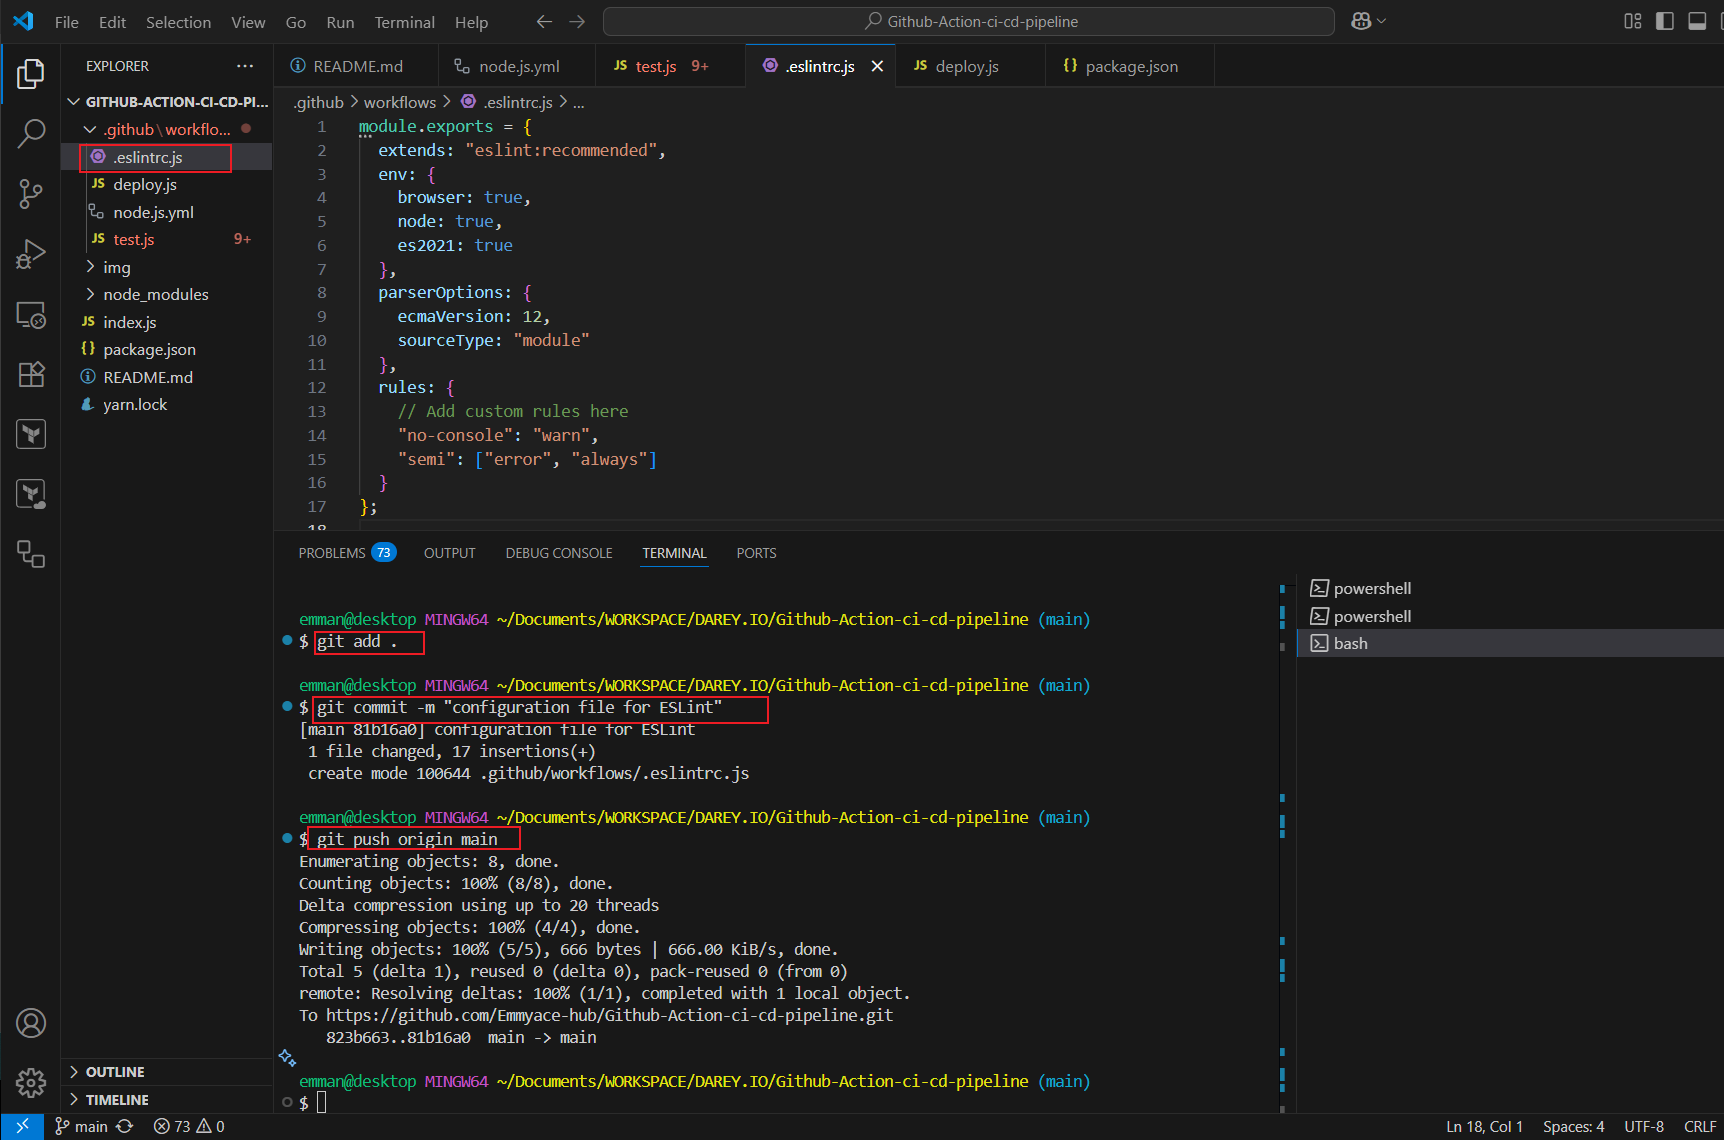 File Edit Selection View Go Run Terminal Help
Github-Action-ci-cd-pipeline
EXPLORER
GITHUB-ACTION-CI-CD-PI...
.github\workflo...
.eslintrc.js
deploy.js
node.js.yml
test.js 9+
img
node_modules
index.js
package.json
README.md
yarn.lock
OUTLINE
TIMELINE
README.md node.js.yml test.js 9+ .eslintrc.js deploy.js package.json
.github > workflows > .eslintrc.js > ...
1 module.exports = {
2 extends: "eslint:recommended",
3 env: {
4 browser: true,
5 node: true,
6 es2021: true
7 },
8 parserOptions: {
9 ecmaVersion: 12,
10 sourceType: "module"
11 },
12 rules: {
13 // Add custom rules here
14 "no-console": "warn",
15 "semi": ["error", "always"]
16 }
17 };
18
PROBLEMS 73 OUTPUT DEBUG CONSOLE TERMINAL PORTS
emman@desktop MINGW64 ~/Documents/WORKSPACE/DAREY.IO/Github-Action-ci-cd-pipeline (main)
$ git add .
emman@desktop MINGW64 ~/Documents/WORKSPACE/DAREY.IO/Github-Action-ci-cd-pipeline (main)
$ git commit -m "configuration file for ESLint"
[main 81b16a0] configuration file for ESLint
1 file changed, 17 insertions(+)
create mode 100644 .github/workflows/.eslintrc.js
emman@desktop MINGW64 ~/Documents/WORKSPACE/DAREY.IO/Github-Action-ci-cd-pipeline (main)
$ git push origin main
Enumerating objects: 8, done.
Counting objects: 100% (8/8), done.
Delta compression using up to 20 threads
Compressing objects: 100% (4/4), done.
Writing objects: 100% (5/5), 666 bytes | 666.00 KiB/s, done.
Total 5 (delta 1), reused 0 (delta 0), pack-reused 0 (from 0)
remote: Resolving deltas: 100% (1/1), completed with 1 local object.
To https://github.com/Emmyace-hub/Github-Action-ci-cd-pipeline.git
823b663..81b16a0 main -> main
emman@desktop MINGW64 ~/Documents/WORKSPACE/DAREY.IO/Github-Action-ci-cd-pipeline (main)
$
powershell
powershell
bash
main 73 0 Ln 18, Col 1 Spaces: 4 UTF-8 CRLF